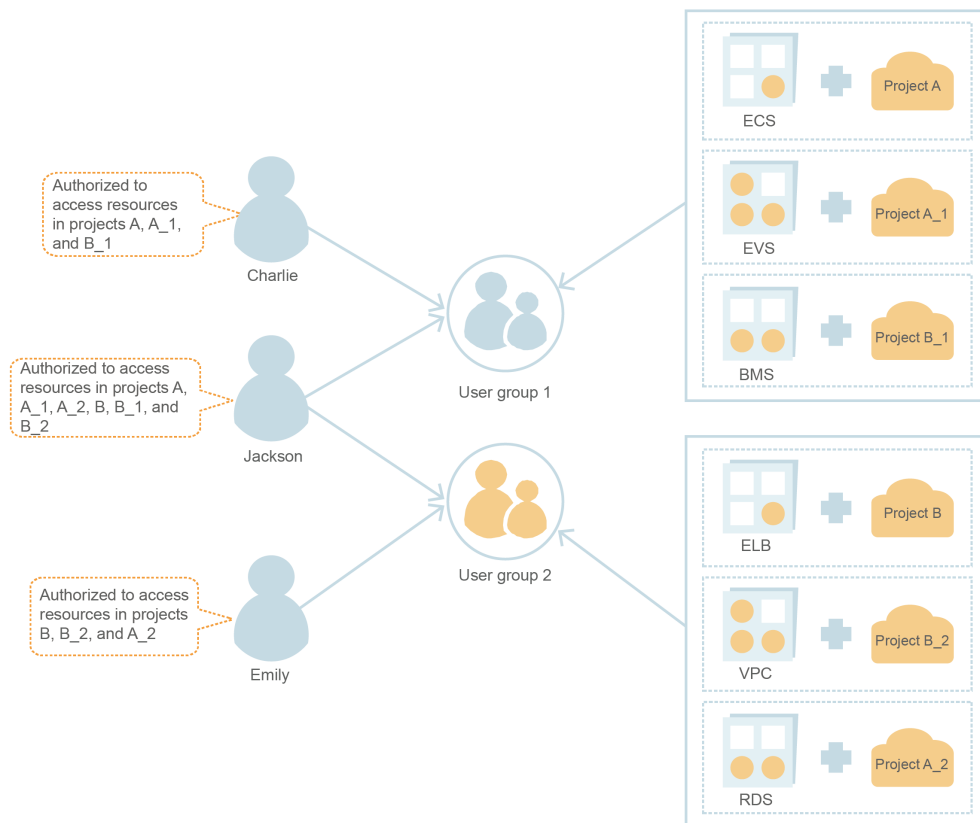 Authorized to
access resources
in projects A, A_1,
and B_1
Charlie
Authorized to access
resources in projects A,
A_1, A_2, B, B_1, and
B_2
Jackson
Authorized to access
resources in projects
B, B_2, and A_2
Emily
User group 1
User group 2
ECS
Project A
EVS
Project A_1
BMS
Project B_1
ELB
Project B
VPC
Project B_2
RDS
Project A_2